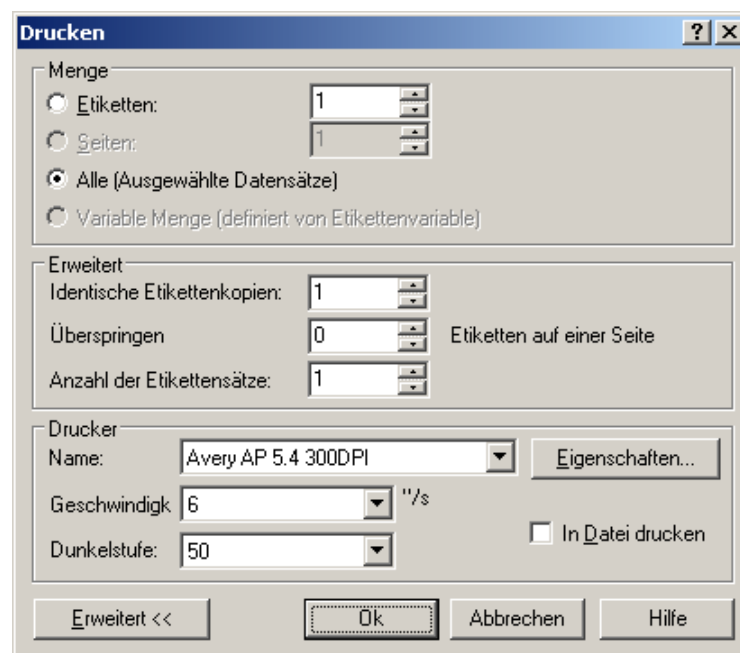 Drucken
Menge
Etiketten: 1
Seiten: 1
Alle (Ausgewählte Datensätze)
Variable Menge (definiert von Etikettenvariable)
Erweitert
Identische Etikettenkopien: 1
Überspringen 0 Etiketten auf einer Seite
Anzahl der Etikettensätze: 1
Drucker
Name: Avery AP 5.4 300DPI Eigenschaften...
Geschwindigk 6 "/s
In Datei drucken
Dunkelstufe: 50
Erweitert << Ok Abbrechen Hilfe